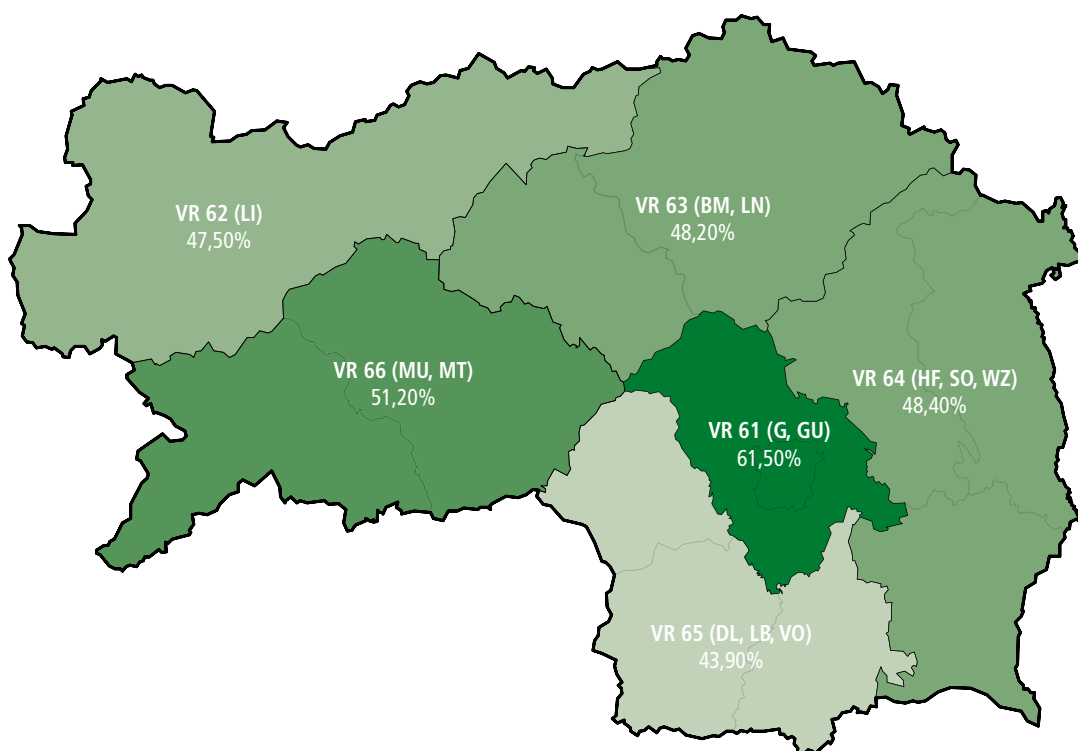 VR 62 (LI)
47,50%
VR 63 (BM, LN)
48,20%
VR 66 (MU, MT)
51,20%
VR 64 (HF, SO, WZ)
48,40%
VR 61 (G, GU)
61,50%
VR 65 (DL, LB, VO)
43,90%